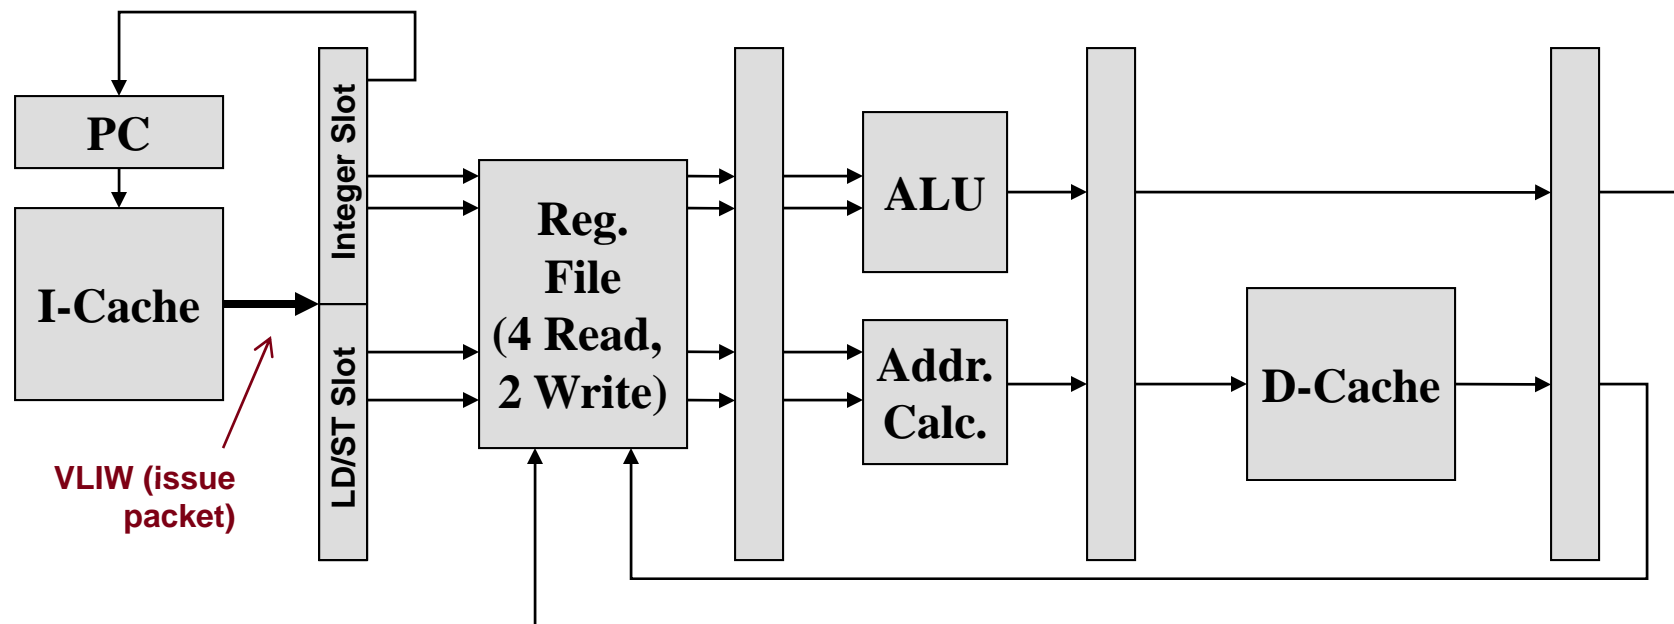 PC
I-Cache
VLIW (issue
packet)
Integer Slot
LD/ST Slot
Reg.
File
(4 Read,
2 Write)
ALU
Addr.
Calc.
D-Cache